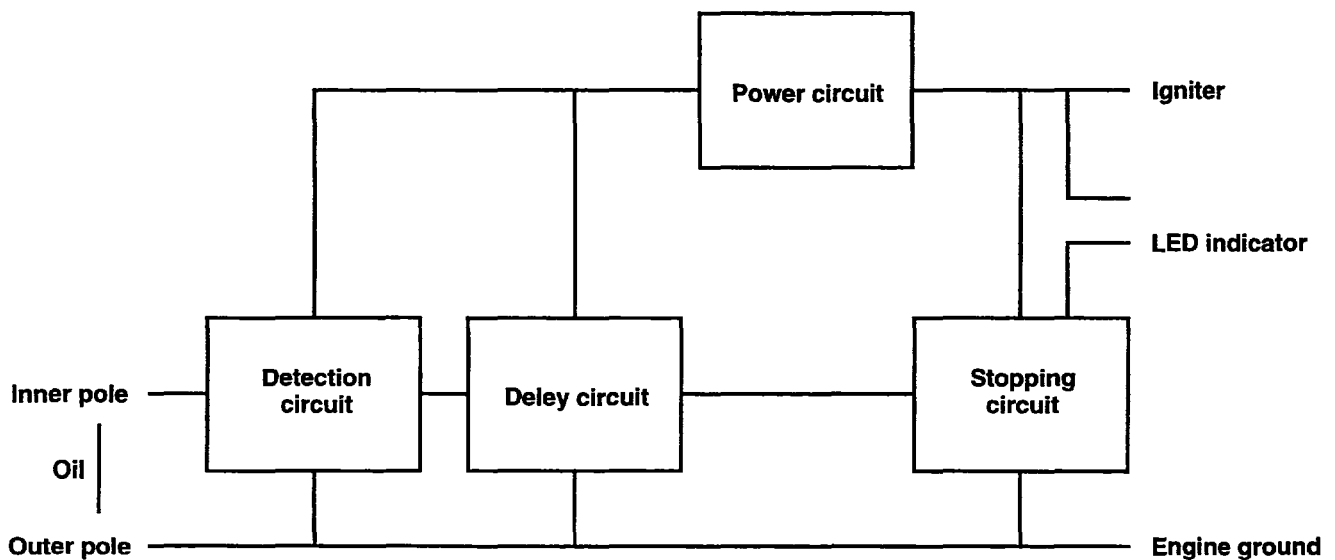 Power circuit
Igniter
LED indicator
Inner pole
Detection
circuit
Deley circuit
Stopping
circuit
Oil
Outer pole
Engine ground